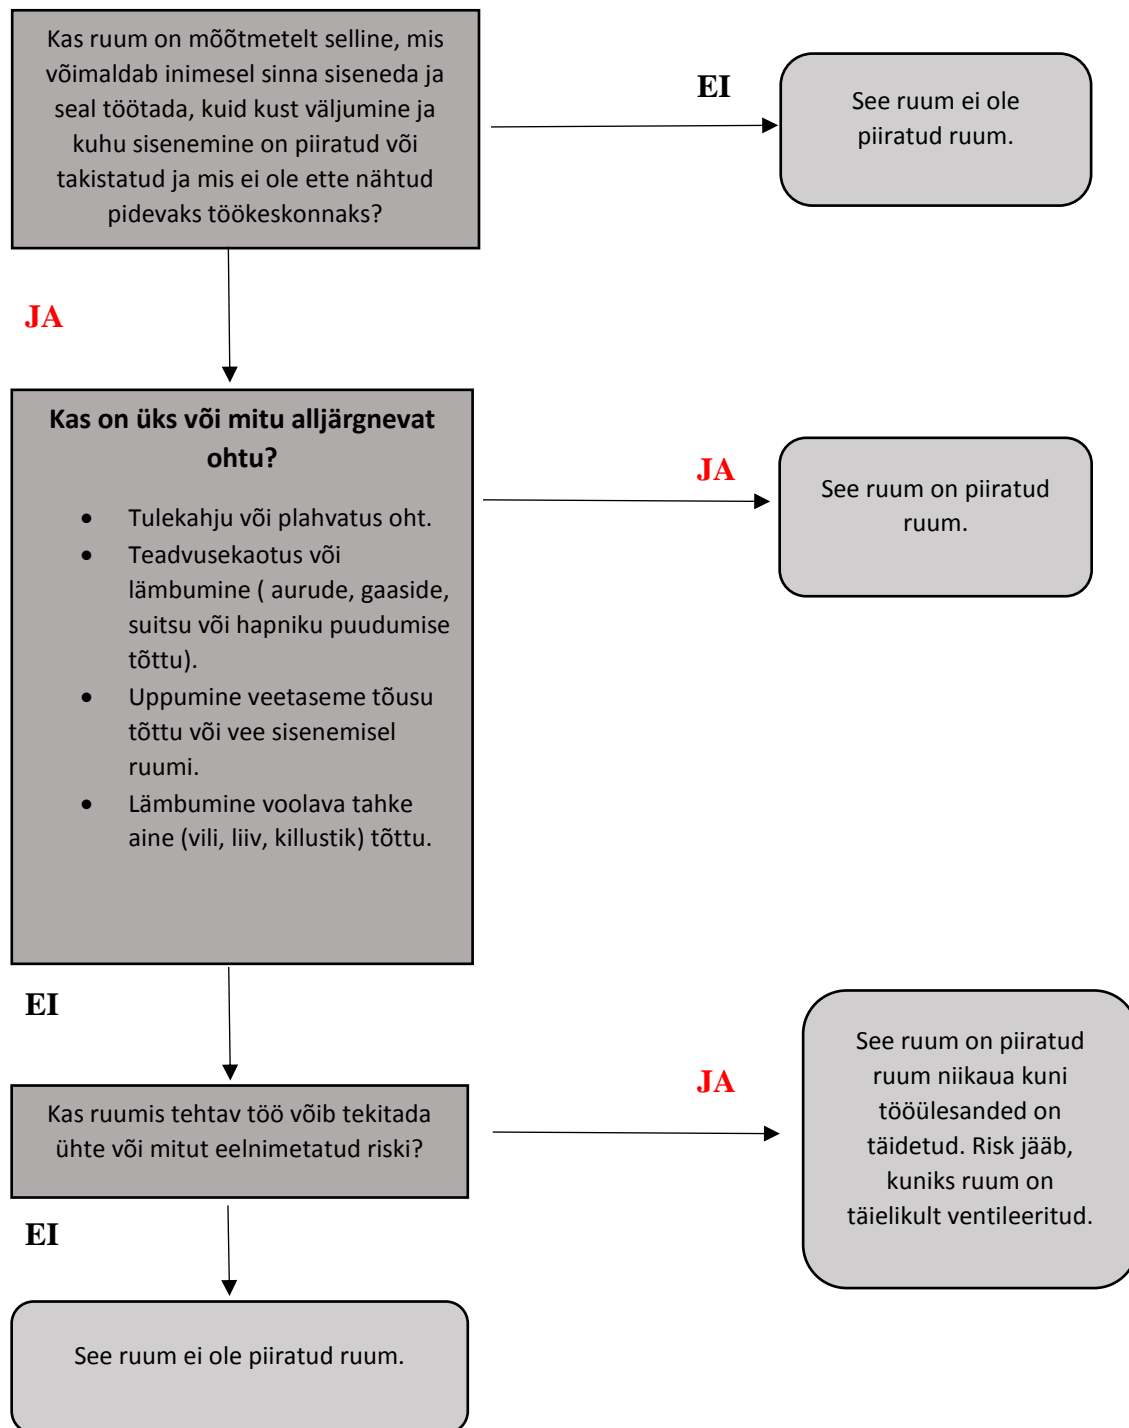 Kas ruum on mõõtmetelt selline, mis
võimaldab inimesel sinna siseneda ja
seal töötada, kuid kust väljumine ja
kuhu sisenemine on piiratud või
takistatud ja mis ei ole ette nähtud
pidevaks töökeskonnaks?
EI
See ruum ei ole
piiratud ruum.
JA
Kas on üks või mitu alljärgnevat
ohtu?
• Tulekahju või plahvatus oht.
• Teadvusekaotus või
lämbumine ( aurude, gaaside,
suitsu või hapniku puudumise
tõttu).
• Uppumine veetaseme tõusu
tõttu või vee sisenemisel
ruumi.
• Lämbumine voolava tahke
aine (vili, liiv, killustik) tõttu.
JA
See ruum on piiratud
ruum.
EI
Kas ruumis tehtav töö võib tekitada
ühte või mitut eelnimetatud riski?
JA
See ruum on piiratud
ruum niikaua kuni
tööülesanded on
täidetud. Risk jääb,
kuniks ruum on
täielikult ventileeritud.
EI
See ruum ei ole piiratud ruum.